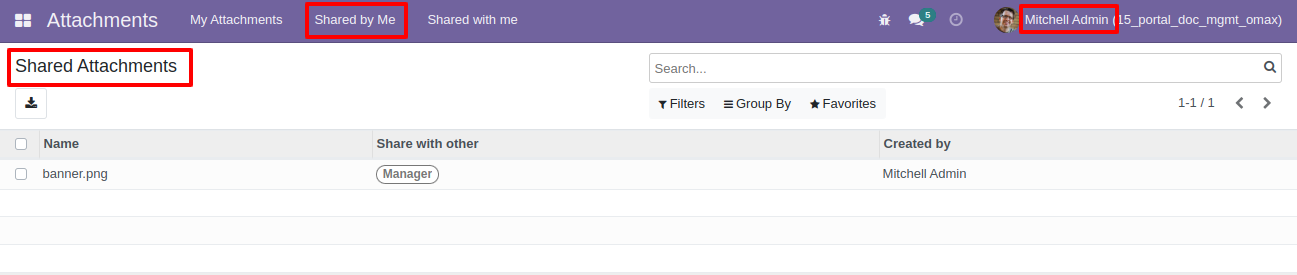 Attachments My Attachments Shared by Me Shared with me 5 Mitchell Admin (15_portal_doc_mgmt_omax)
Shared Attachments Search...
Filters Group By Favorites 1-1 / 1
Name Share with other Created by
banner.png Manager Mitchell Admin